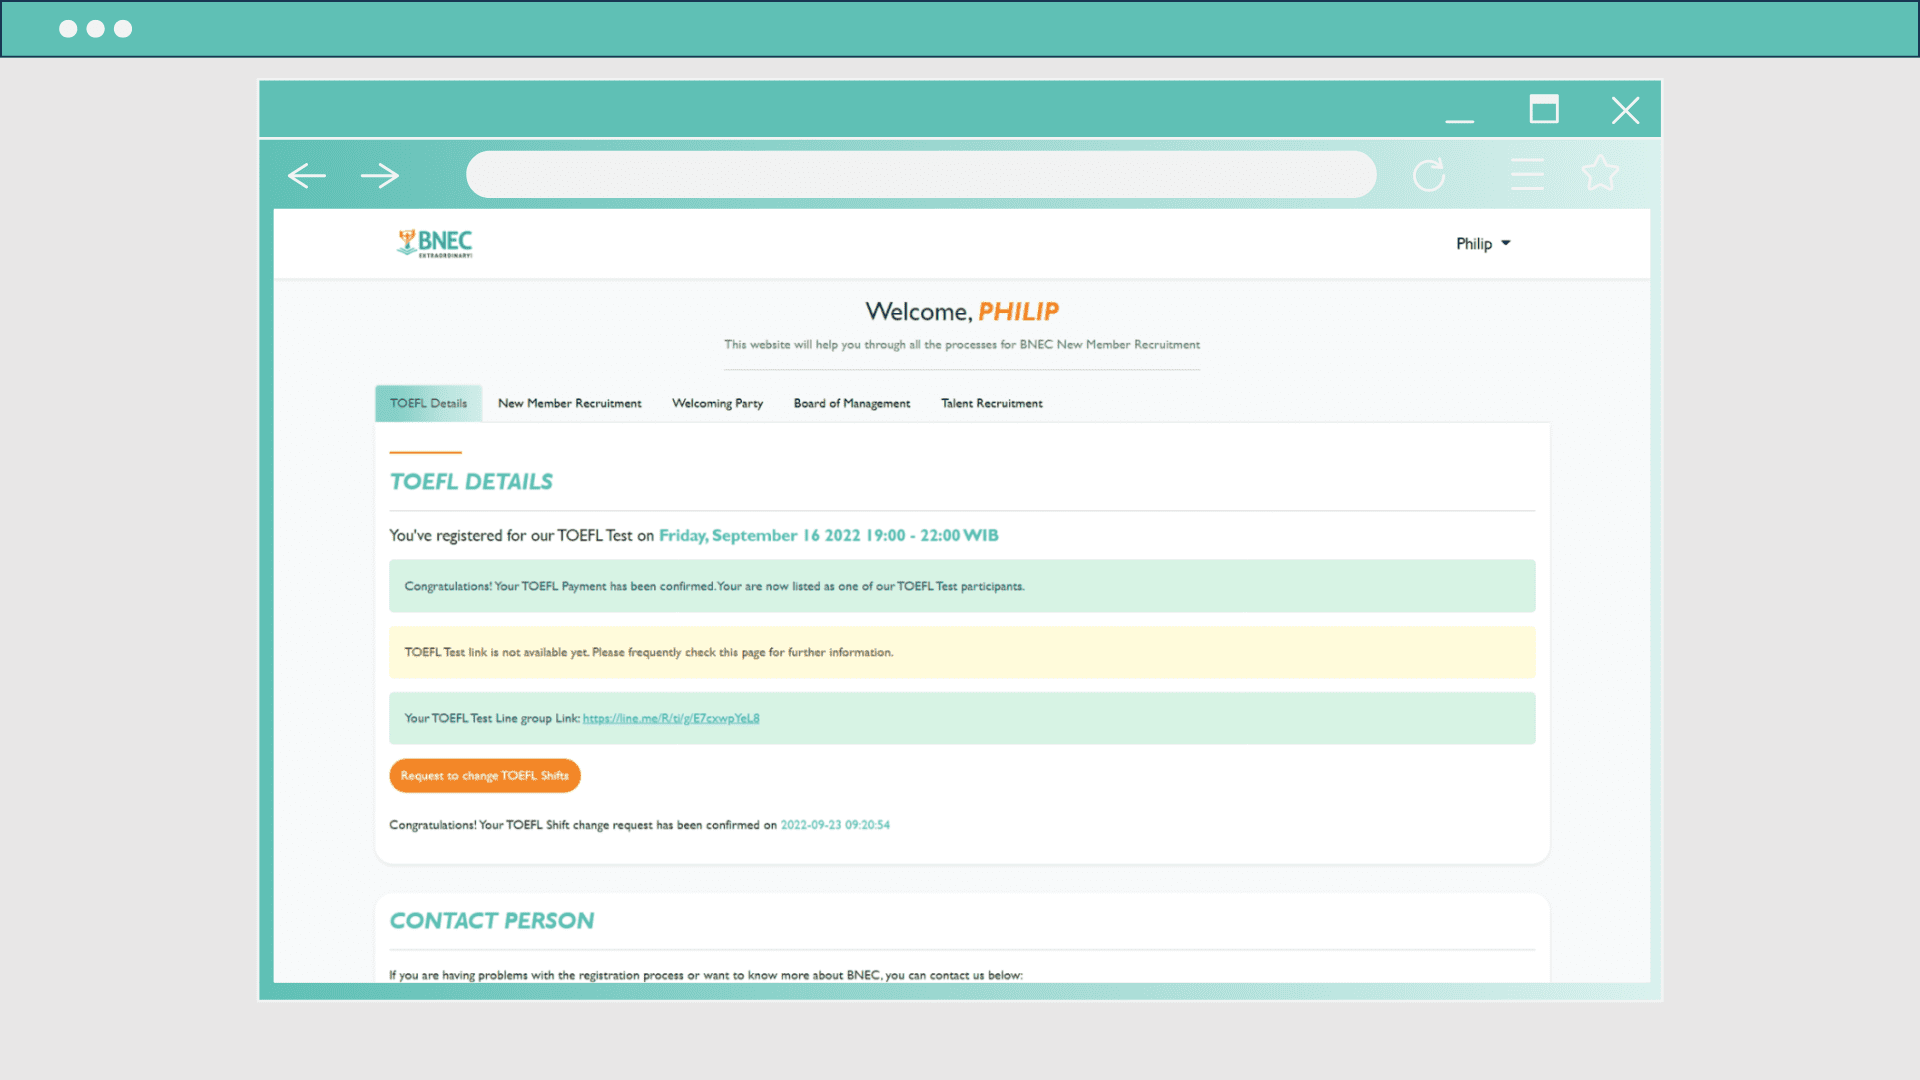 BNEC
EXTRAORDINARY!
Philip
Welcome, PHILIP
This website will help you through all the processes for BNEC New Member Recruitment
TOEFL Details New Member Recruitment Welcoming Party Board of Management Talent Recruitment
TOEFL DETAILS
You've registered for our TOEFL Test on Friday, September 16 2022 19:00 - 22:00 WIB
Congratulations! Your TOEFL Payment has been confirmed. Your are now listed as one of our TOEFL Test participants.
TOEFL Test link is not available yet. Please frequently check this page for further information.
Your TOEFL Test Line group Link: https://line.me/R/ti/g/E7cxwpYeL8
Request to change TOEFL Shifts
Congratulations! Your TOEFL Shift change request has been confirmed on 2022-09-23 09:20:54
CONTACT PERSON
If you are having problems with the registration process or want to know more about BNEC, you can contact us below: